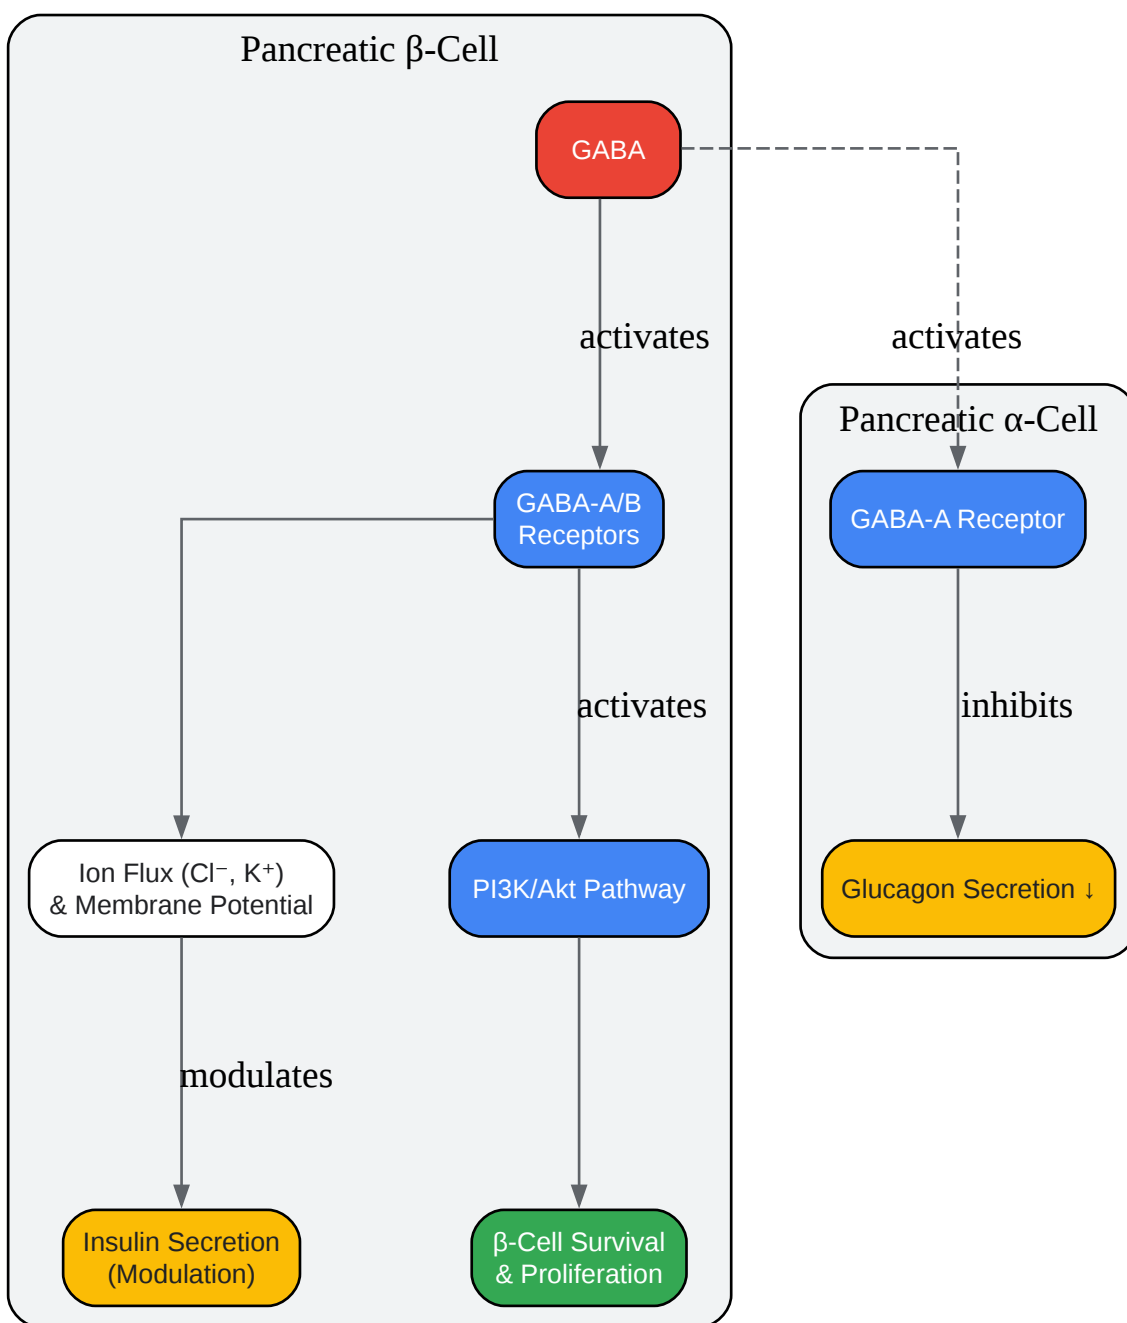 Pancreatic β-Cell
GABA
activates
activates
Pancreatic α-Cell
GABA-A/B
Receptors
GABA-A Receptor
activates
inhibits
Ion Flux (Cl⁻, K⁺)
& Membrane Potential
PI3K/Akt Pathway
Glucagon Secretion ↓
modulates
Insulin Secretion
(Modulation)
β-Cell Survival
& Proliferation